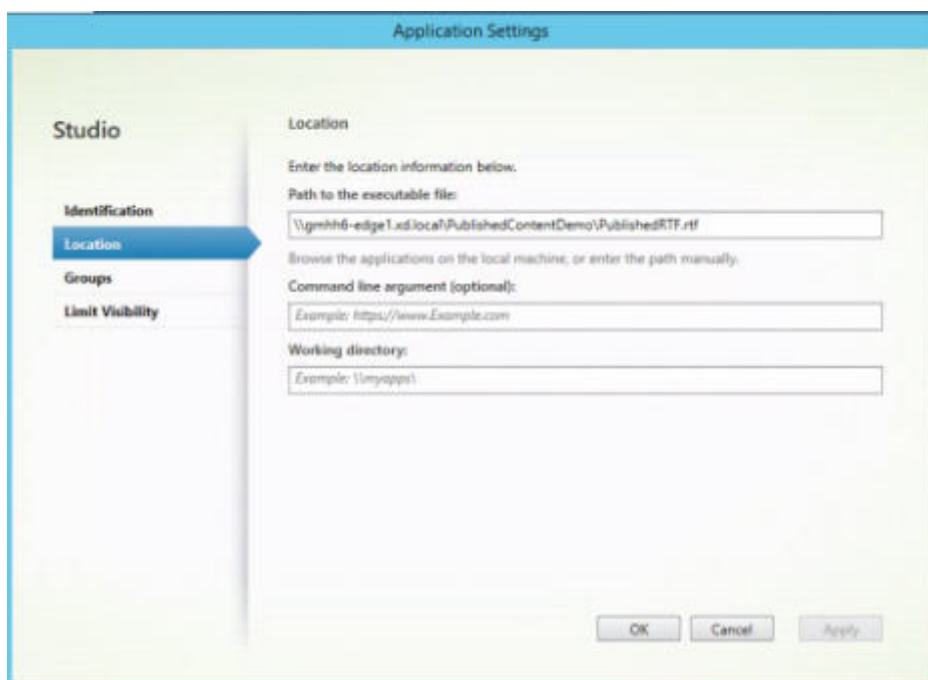 Application Settings
Studio
Identification
Location
Groups
Limit Visibility
Location
Enter the location information below.
Path to the executable file:
\\gmhh6-edge1.xd.local\PublishedContentDemo\PublishedRTF.rtf
Browse the applications on the local machine, or enter the path manually.
Command line argument (optional):
Example: https://www.Example.com
Working directory:
Example: \\myapps\
OK
Cancel
Apply